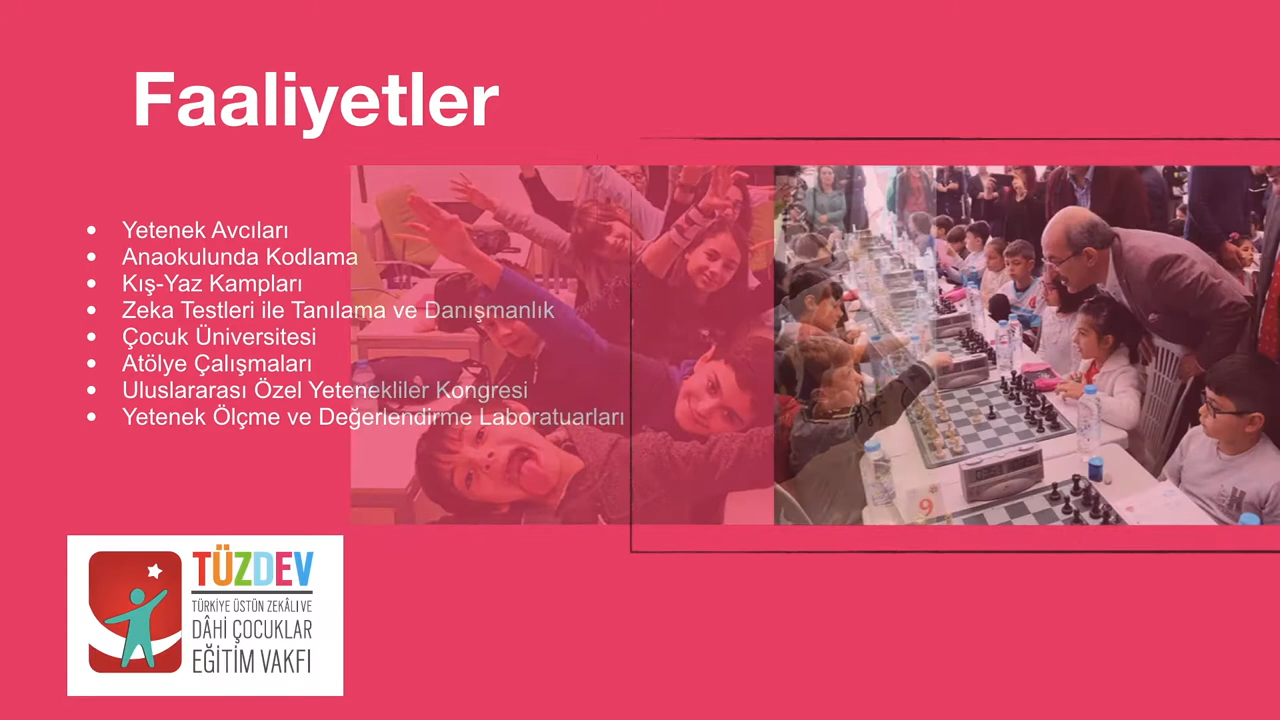 Faaliyetler
• Yetenek Avcıları
• Anaokulunda Kodlama
• Kış-Yaz Kampları
• Zeka Testleri ile Tanılama ve Danışmanlık
• Çocuk Üniversitesi
• Atölye Çalışmaları
• Uluslararası Özel Yetenekliler Kongresi
• Yetenek Ölçme ve Değerlendirme Laboratuarları
9
TÜZDEV
TÜRKİYE ÜSTÜN ZEKÂLI VE
DÂHİ ÇOCUKLAR
EĞİTİM VAKFI